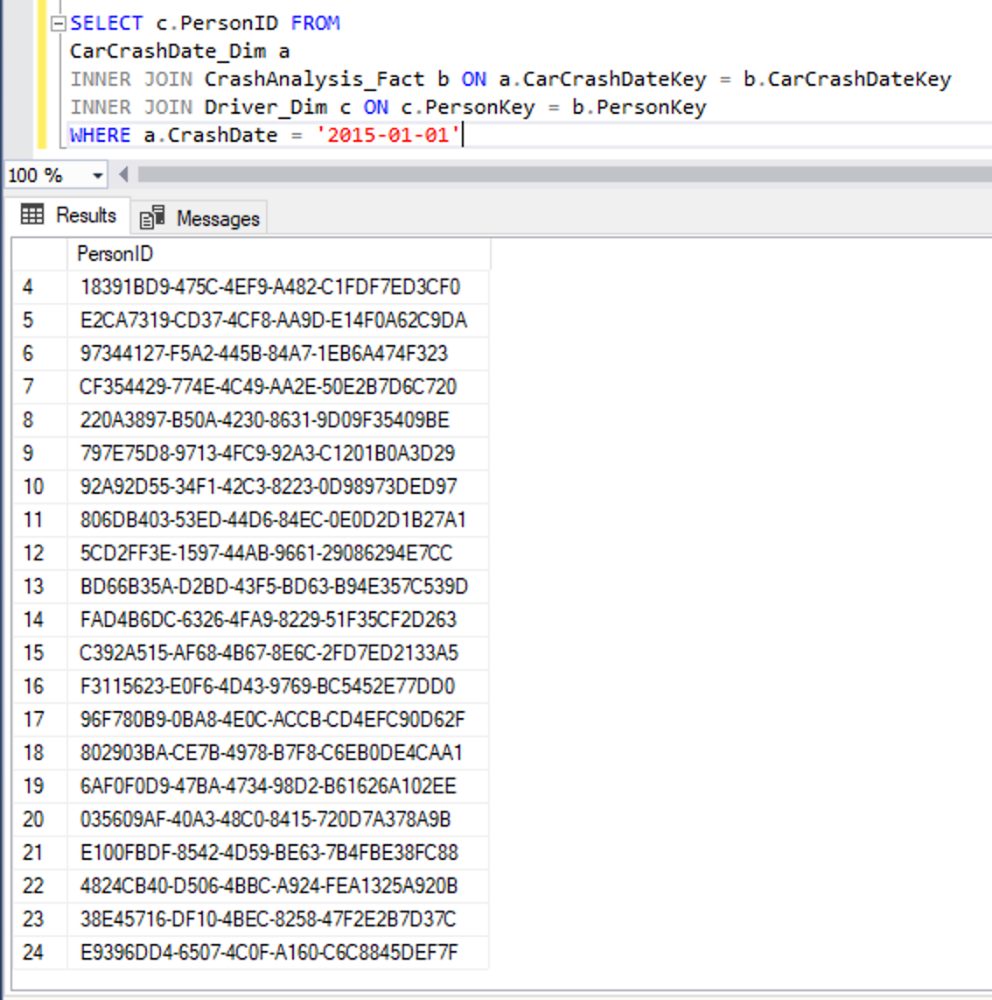 SELECT c.PersonID FROM
CarCrashDate_Dim a
INNER JOIN CrashAnalysis_Fact b ON a.CarCrashDateKey = b.CarCrashDateKey
INNER JOIN Driver_Dim c ON c.PersonKey = b.PersonKey
WHERE a.CrashDate = '2015-01-01'
100 %
Results Messages
PersonID
4 18391BD9-475C-4EF9-A482-C1FDF7ED3CF0
5 E2CA7319-CD37-4CF8-AA9D-E14F0A62C9DA
6 97344127-F5A2-445B-84A7-1EB6A474F323
7 CF354429-774E-4C49-AA2E-50E2B7D6C720
8 220A3897-B50A-4230-8631-9D09F35409BE
9 797E75D8-9713-4FC9-92A3-C1201B0A3D29
10 92A92D55-34F1-42C3-8223-0D98973DED97
11 806DB403-53ED-44D6-84EC-0E0D2D1B27A1
12 5CD2FF3E-1597-44AB-9661-29086294E7CC
13 BD66B35A-D2BD-43F5-BD63-B94E357C539D
14 FAD4B6DC-6326-4FA9-8229-51F35CF2D263
15 C392A515-AF68-4B67-8E6C-2FD7ED2133A5
16 F3115623-E0F6-4D43-9769-BC5452E77DD0
17 96F780B9-0BA8-4E0C-ACCB-CD4EFC90D62F
18 802903BA-CE7B-4978-B7F8-C6EB0DE4CAA1
19 6AF0F0D9-47BA-4734-98D2-B61626A102EE
20 035609AF-40A3-48C0-8415-720D7A378A9B
21 E100FBDF-8542-4D59-BE63-7B4FBE38FC88
22 4824CB40-D506-4BBC-A924-FEA1325A920B
23 38E45716-DF10-4BEC-8258-47F2E2B7D37C
24 E9396DD4-6507-4C0F-A160-C6C8845DEF7F